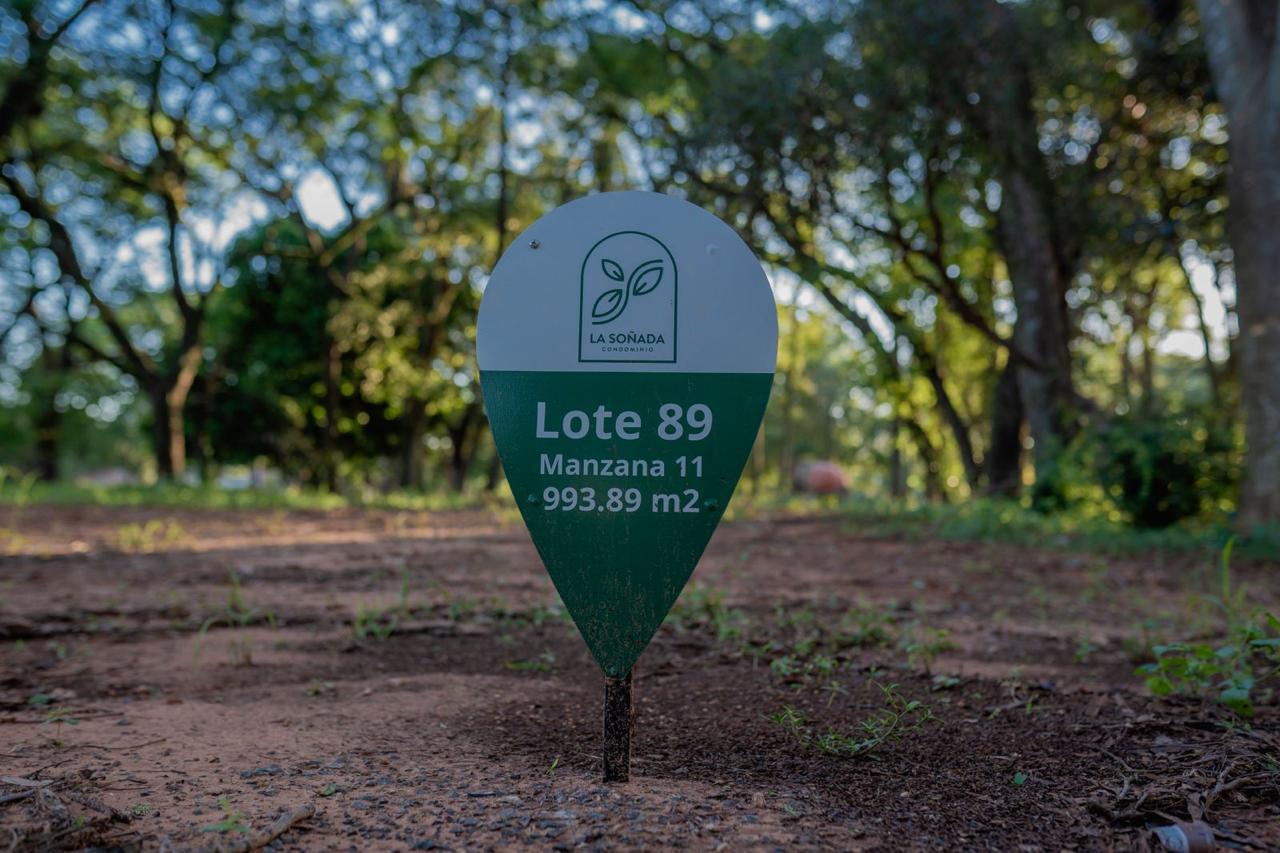 LA SOÑADA
CONDOMINIO
Lote 89
Manzana 11
993.89 m2